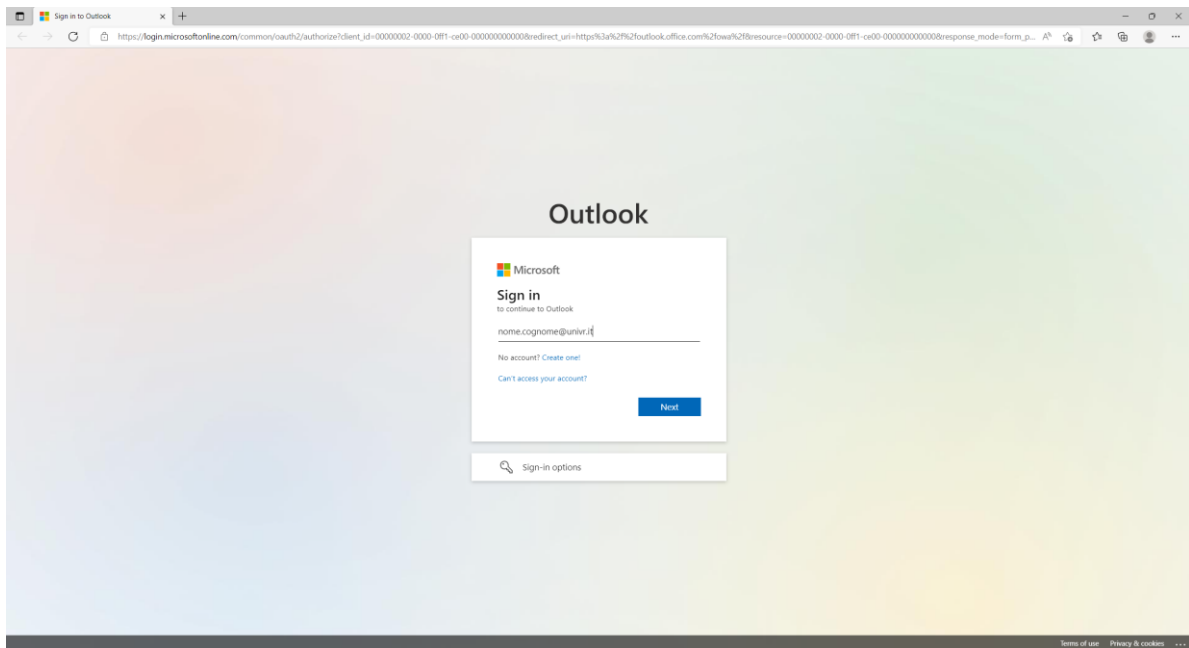 Sign in to Outlook
https://login.microsoftonline.com/common/oauth2/authorize?client_id=00000002-0000-0ff1-ce00-000000000000&redirect_uri=https%3a%2f%2foutlook.office.com%2fowa%2f&resource=00000002-0000-0ff1-ce00-000000000000&response_mode=form_p...
Outlook
Microsoft
Sign in
to continue to Outlook
nome.cognome@univr.it
No account? Create one!
Can't access your account?
Next
Sign-in options
Terms of use Privacy & cookies ...